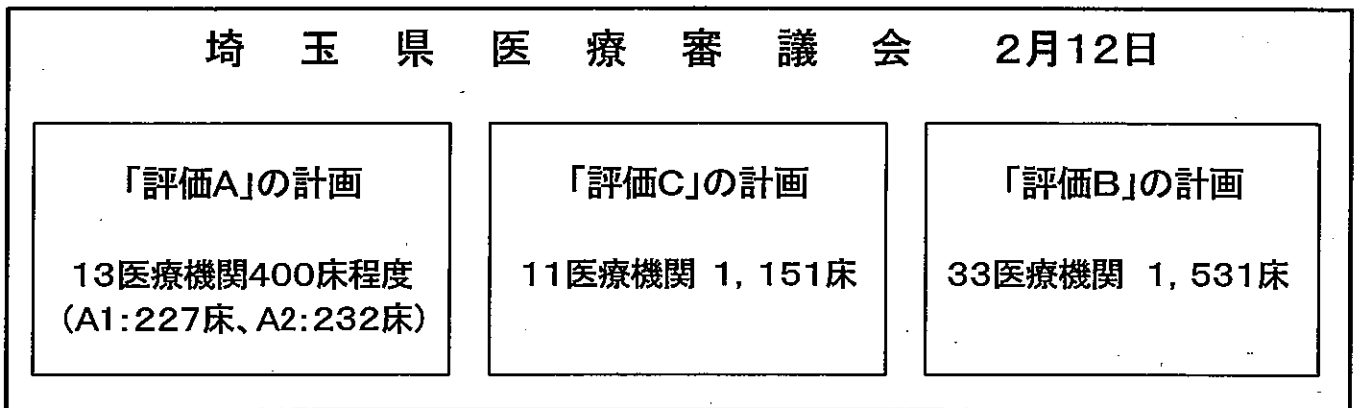 埼玉県医療審議会 2月12日
「評価A」の計画
13医療機関400床程度
(A1:227床、A2:232床)
「評価C」の計画
11医療機関 1,151床
「評価B」の計画
33医療機関 1,531床